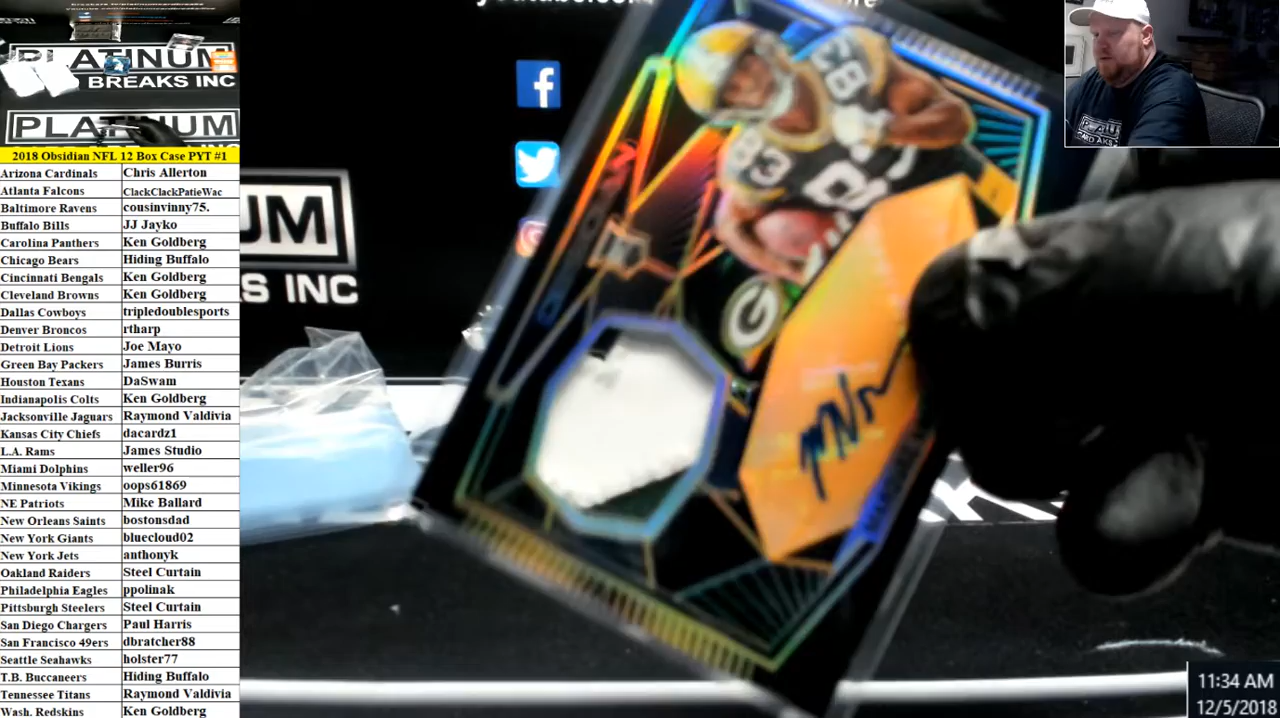 PLATINUM
BREAKS INC
PLATINUM
2018 Obsidian NFL 12 Box Case PYT #1
Arizona Cardinals Chris Allerton
Atlanta Falcons ClackClackPatieWac
Baltimore Ravens cousinvinny75.
Buffalo Bills JJ Jayko
Carolina Panthers Ken Goldberg
Chicago Bears Hiding Buffalo
Cincinnati Bengals Ken Goldberg
Cleveland Browns Ken Goldberg
Dallas Cowboys tripledoublesports
Denver Broncos rtharp
Detroit Lions Joe Mayo
Green Bay Packers James Burris
Houston Texans DaSwam
Indianapolis Colts Ken Goldberg
Jacksonville Jaguars Raymond Valdivia
Kansas City Chiefs dacardz1
L.A. Rams James Studio
Miami Dolphins weller96
Minnesota Vikings oops61869
NE Patriots Mike Ballard
New Orleans Saints bostonsdad
New York Giants bluecloud02
New York Jets anthonyk
Oakland Raiders Steel Curtain
Philadelphia Eagles ppolinak
Pittsburgh Steelers Steel Curtain
San Diego Chargers Paul Harris
San Francisco 49ers dbratcher88
Seattle Seahawks holster77
T.B. Buccaneers Hiding Buffalo
Tennessee Titans Raymond Valdivia
Wash. Redskins Ken Goldberg
UM
S INC
f
83
83
G
11:34 AM
12/5/2018